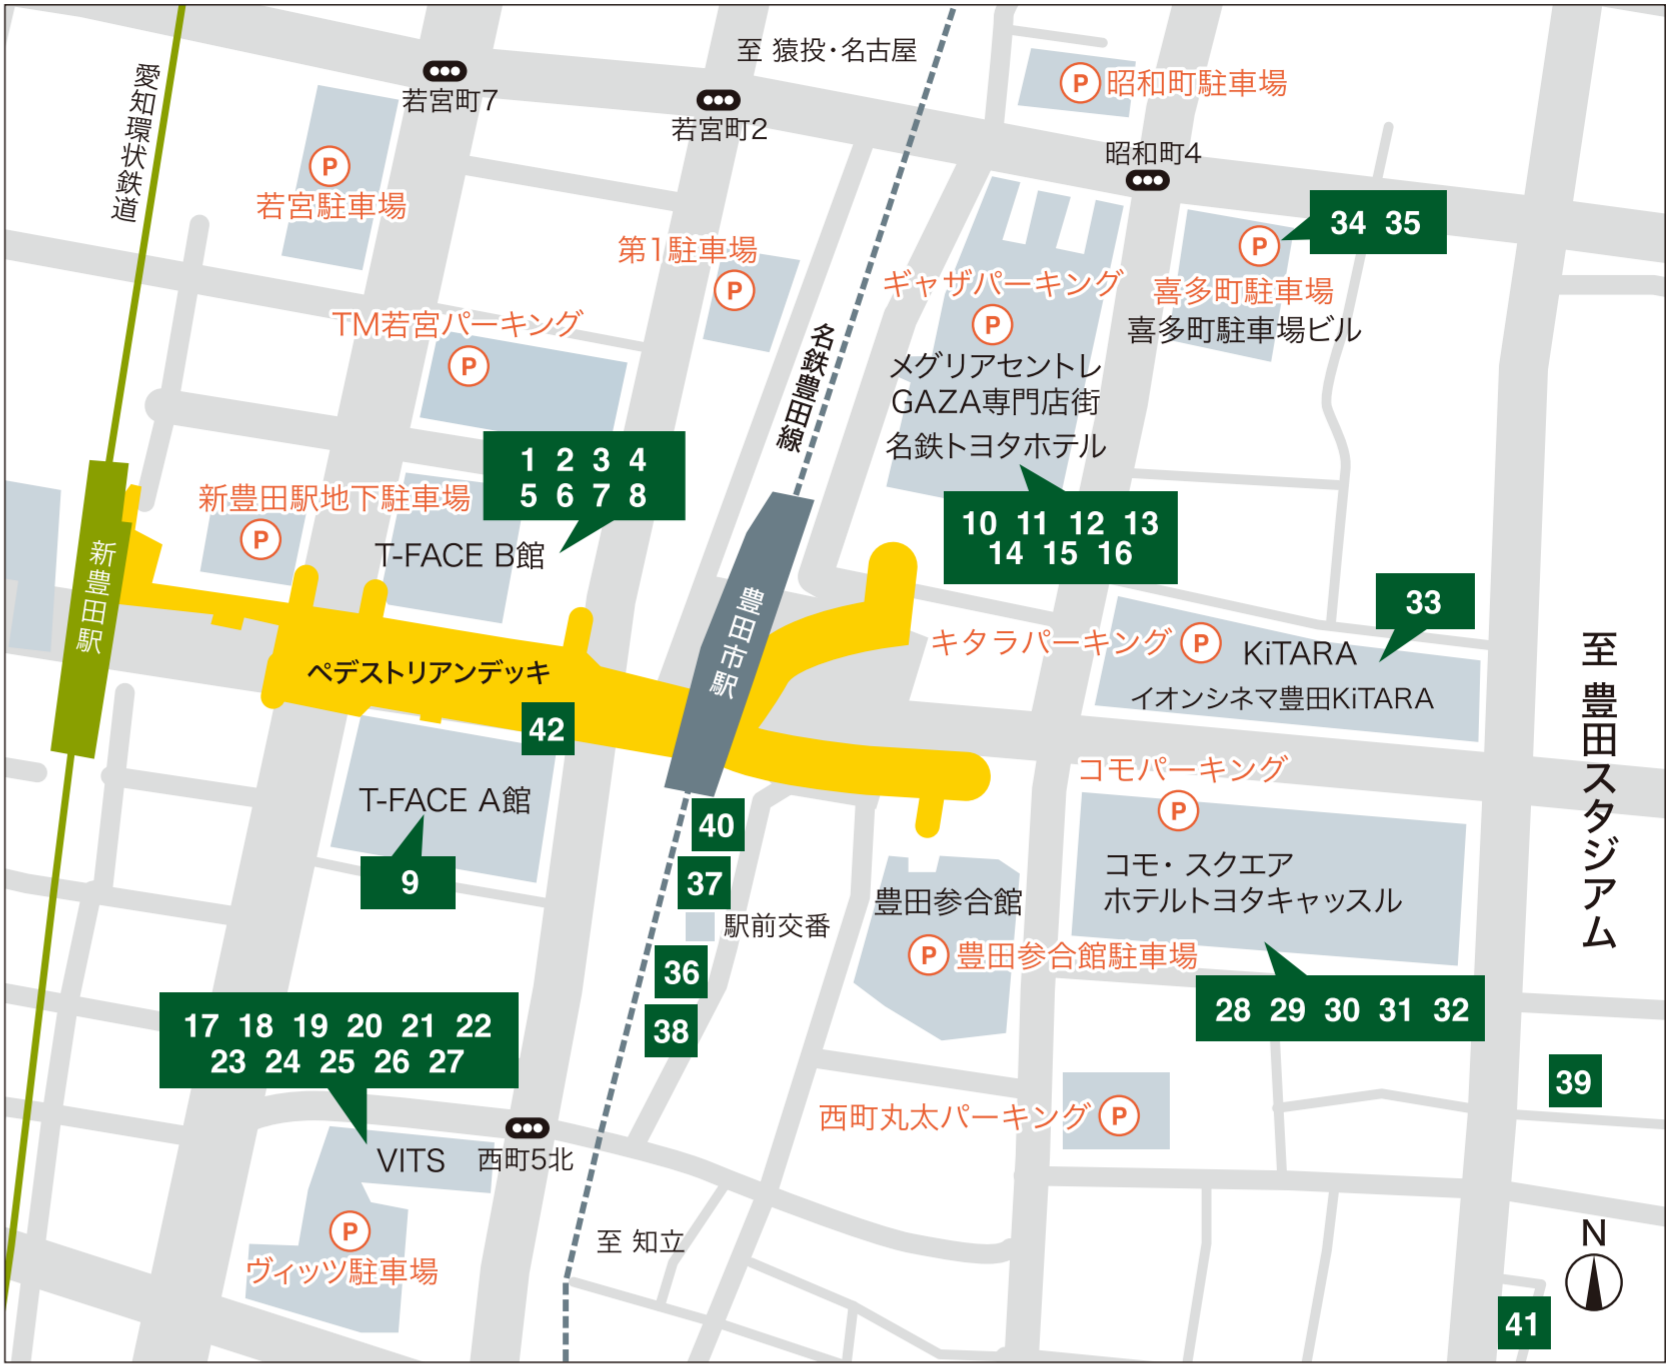 至 猿投・名古屋
愛知環状鉄道
若宮町7
若宮町2
P 昭和町駐車場
昭和町4
P
若宮駐車場
34 35
第1駐車場
P
P
喜多町駐車場
喜多町駐車場ビル
ギャザパーキング
P
メグリアセントレ
GAZA専門店街
名鉄トヨタホテル
TM若宮パーキング
P
名鉄豊田線
1 2 3 4
5 6 7 8
新豊田駅地下駐車場
P
T-FACE B館
10 11 12 13
14 15 16
新豊田駅
豊田市駅
33
キタラパーキング P
KiTARA
イオンシネマ豊田KiTARA
ペデストリアンデッキ
42
至 豊田スタジアム
コモパーキング
P
コモ・スクエア
ホテルトヨタキャッスル
T-FACE A館
9
40
37
駅前交番
36
38
豊田参合館
P 豊田参合館駐車場
28 29 30 31 32
17 18 19 20 21 22
23 24 25 26 27
39
西町丸太パーキング P
VITS
西町5北
P
ヴィッツ駐車場
至 知立
N
41